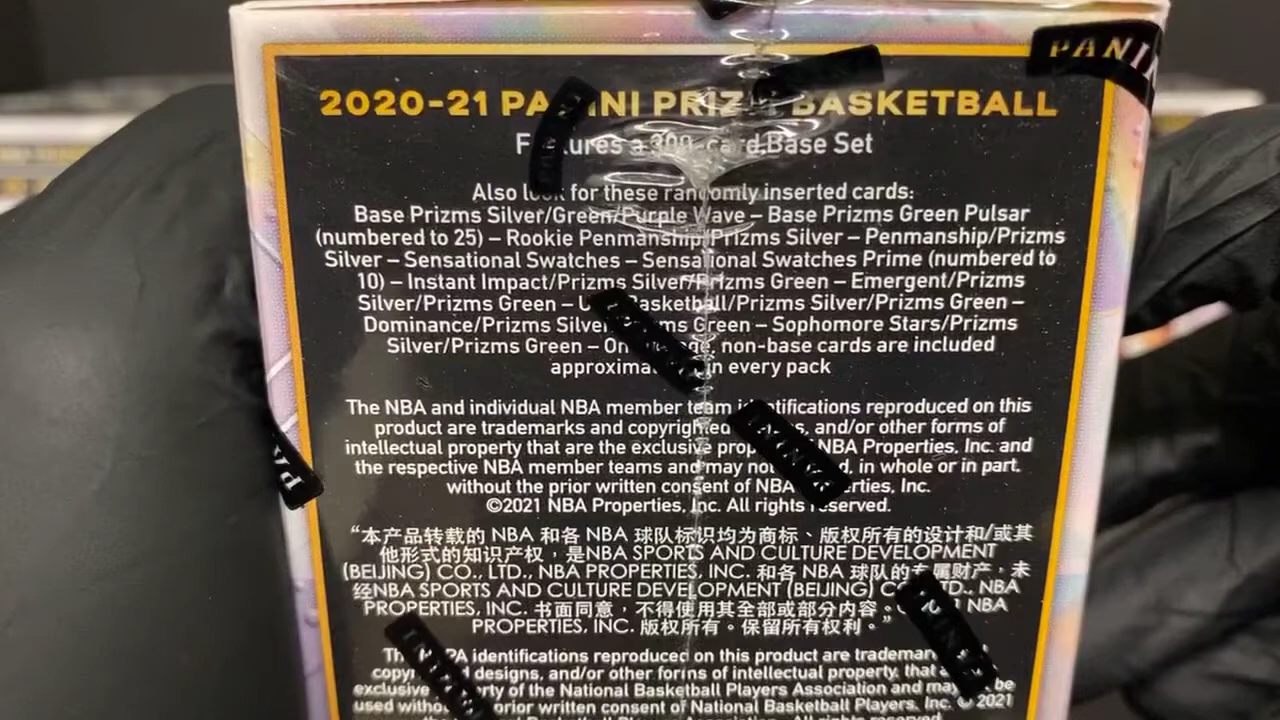 2020-21 PANINI PRIZM BASKETBALL
PANINI
Features a 300-card Base Set
Also look for these randomly inserted cards:
Base Prizms Silver/Green/Purple Wave – Base Prizms Green Pulsar
(numbered to 25) – Rookie Penmanship/Prizms Silver – Penmanship/Prizms
Silver – Sensational Swatches – Sensational Swatches Prime (numbered to
10) – Instant Impact/Prizms Silver/Prizms Green – Emergent/Prizms
Silver/Prizms Green – Basketball/Prizms Silver/Prizms Green –
Dominance/Prizms Silver/Prizms Green – Sophomore Stars/Prizms
Silver/Prizms Green – On average, non-base cards are included
approximately in every pack
The NBA and individual NBA member team identifications reproduced on this
product are trademarks and copyrighted designs, and/or other forms of
intellectual property that are the exclusive property of NBA Properties, Inc. and
the respective NBA member teams and may not be used, in whole or in part,
without the prior written consent of NBA Properties, Inc.
©2021 NBA Properties, Inc. All rights reserved.
“本产品转载的 NBA 和各 NBA 球队标识均为商标、版权所有的设计和/或其
他形式的知识产权，是NBA SPORTS AND CULTURE DEVELOPMENT
(BEIJING) CO., LTD., NBA PROPERTIES, INC. 和各 NBA 球队的专属财产，未
经NBA SPORTS AND CULTURE DEVELOPMENT (BEIJING) CO., LTD., NBA
PROPERTIES, INC. 书面同意，不得使用其全部或部分内容。© 2021 NBA
PROPERTIES, INC. 版权所有。保留所有权利。”
The NBPA identifications reproduced on this product are trademarks,
copyrighted designs, and/or other forms of intellectual property, that are the
exclusive property of the National Basketball Players Association and may not be
used without the prior written consent of National Basketball Players, Inc. © 2021
National Basketball Players Association. All rights reserved.